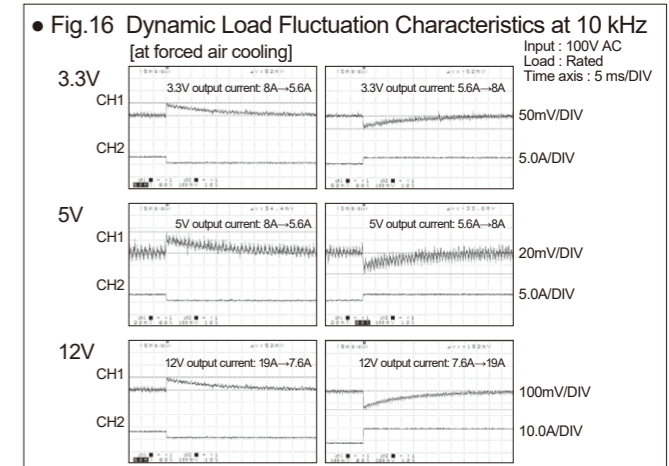 ● Fig.16 Dynamic Load Fluctuation Characteristics at 10 kHz
[at forced air cooling]
Input : 100V AC
Load : Rated
Time axis : 5 ms/DIV
3.3V
CH1
CH2
3.3V output current: 8A→5.6A
3.3V output current: 5.6A→8A
50mV/DIV
5.0A/DIV
5V
CH1
CH2
5V output current: 8A→5.6A
5V output current: 5.6A→8A
20mV/DIV
5.0A/DIV
12V
CH1
CH2
12V output current: 19A→7.6A
12V output current: 7.6A→19A
100mV/DIV
10.0A/DIV